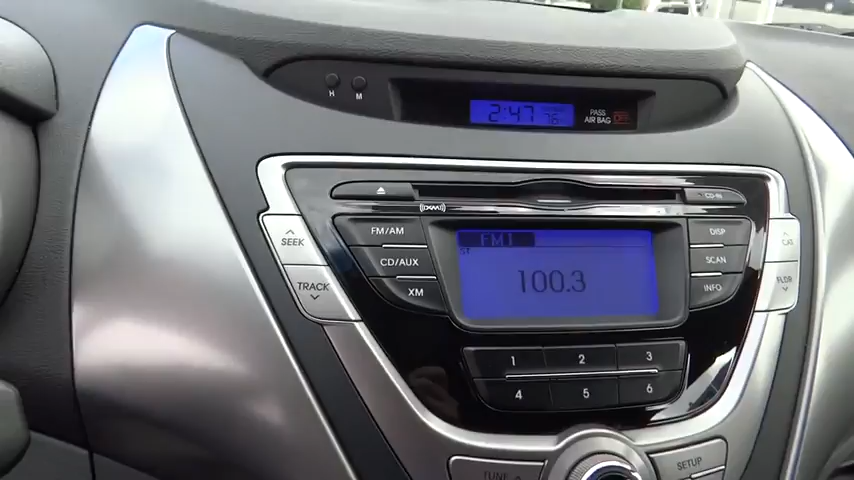 H M
2:47 76
PASS
AIR BAG OFF
CD-IN
XM
FM/AM
CD/AUX
XM
SEEK
TRACK
FM1
ST
100.3
DISP
SCAN
INFO
CAT
FLDR
1 2 3
4 5 6
TUNE
SETUP